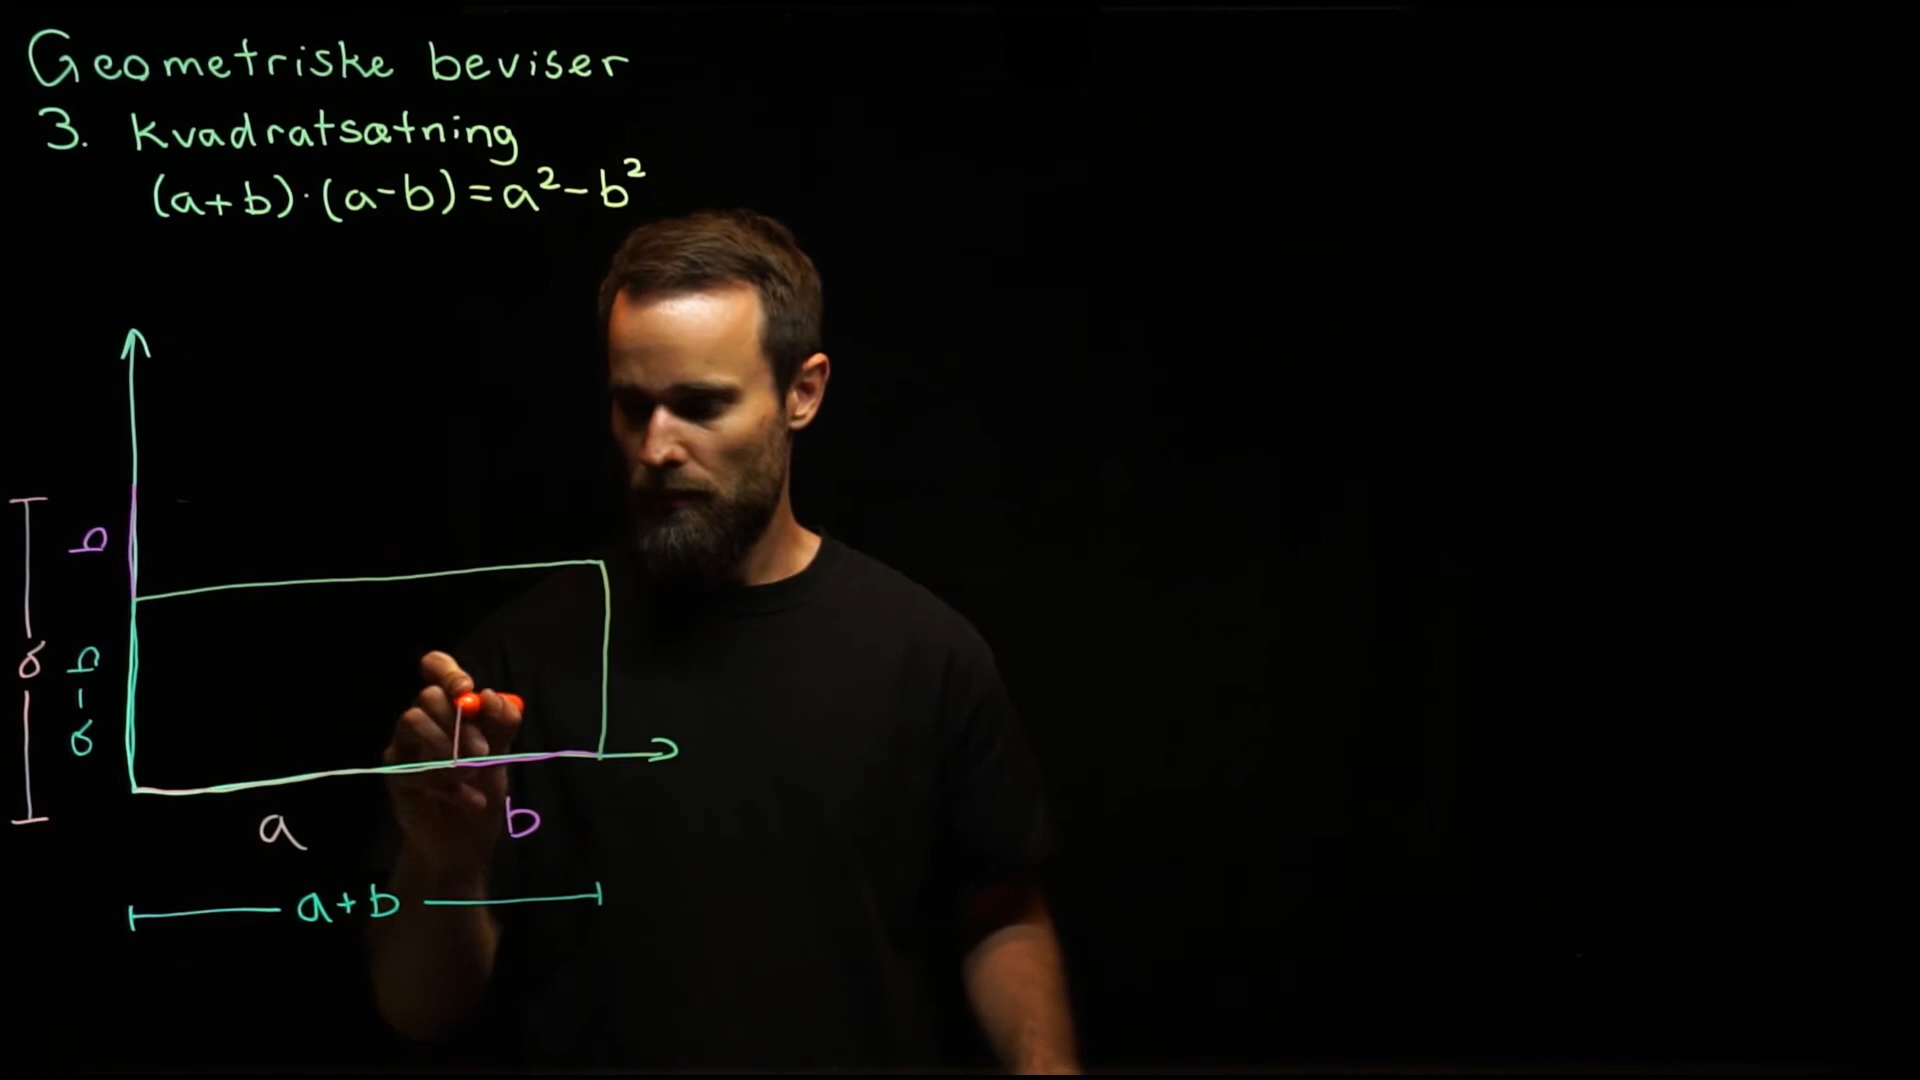 Geometriske beviser
3. kvadratsætning
(a+b)·(a-b)=a²-b²
b
a
a-b
a
b
a+b